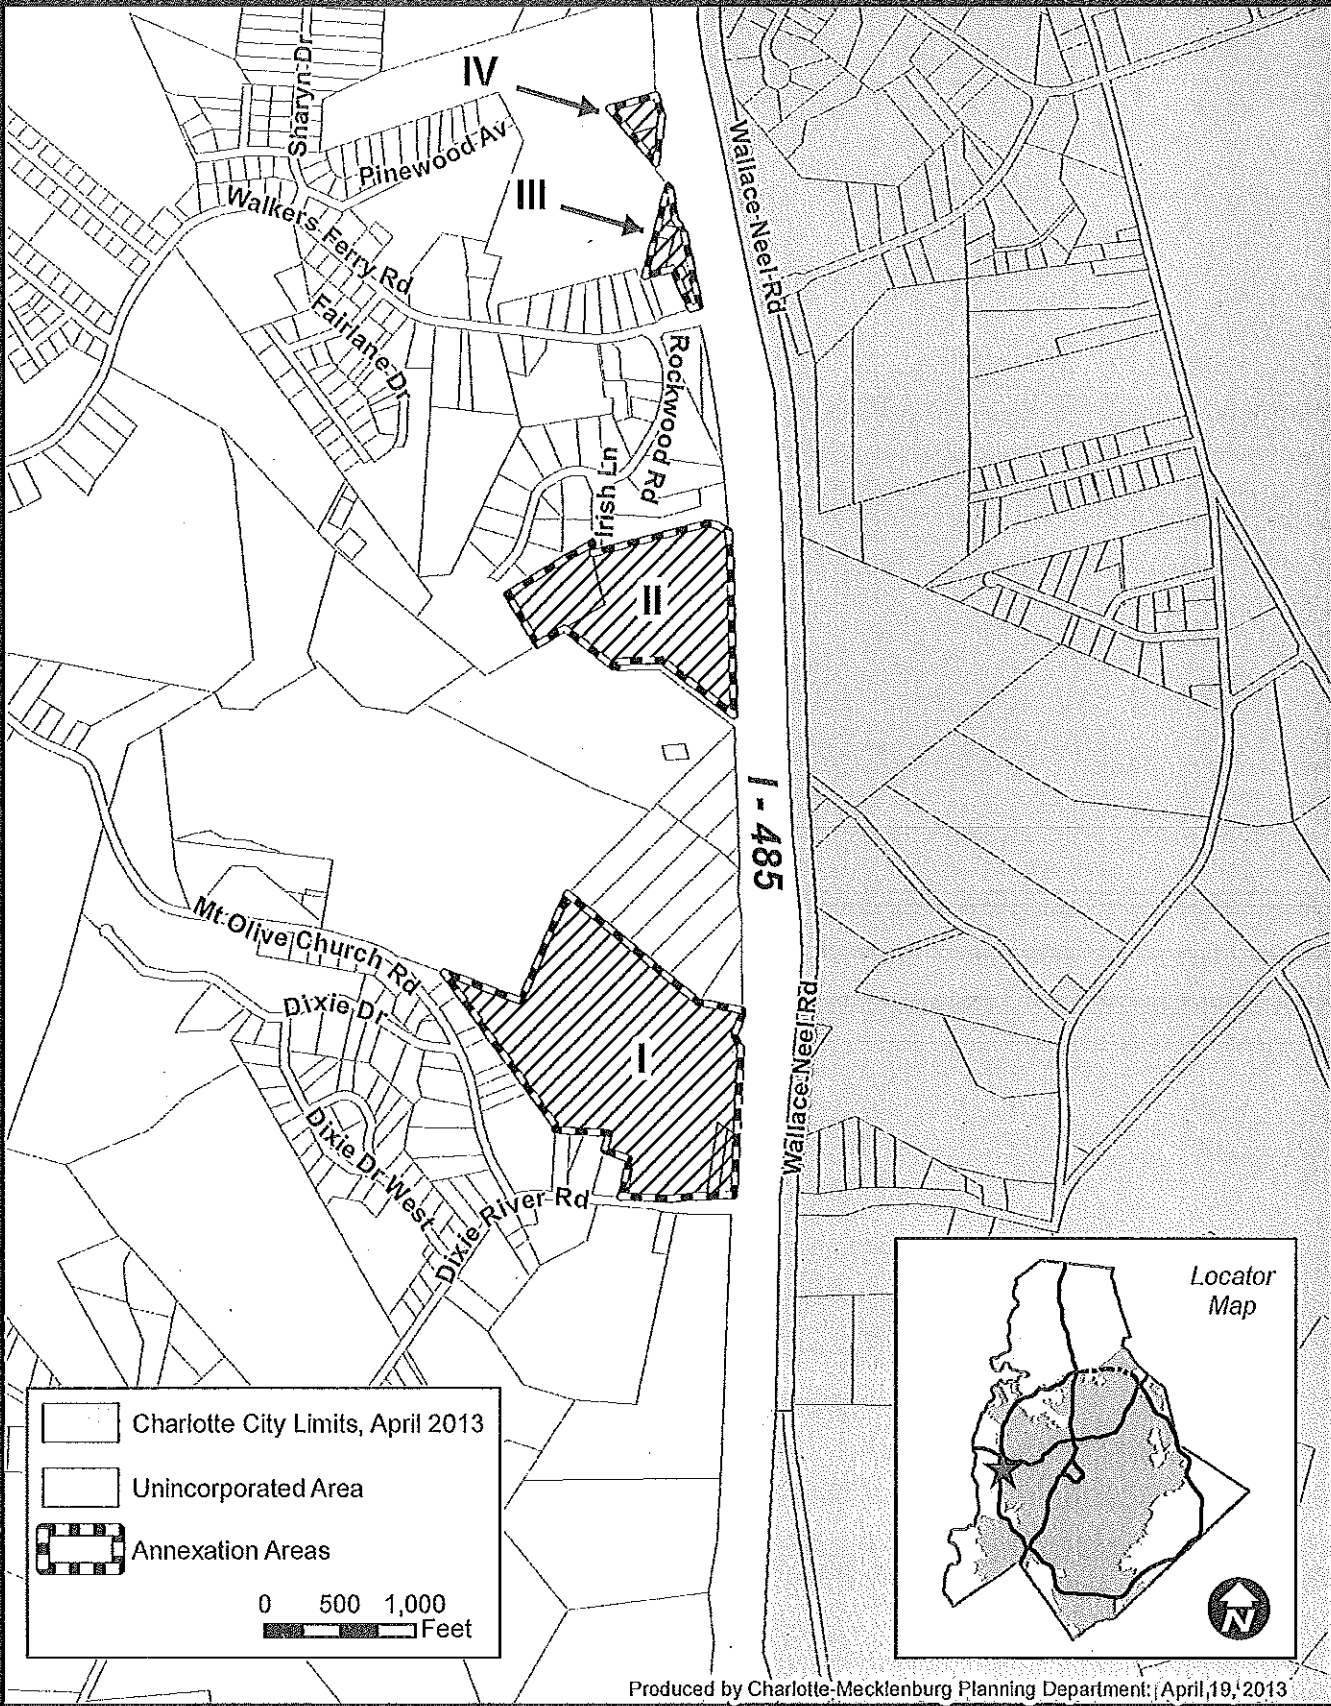 Sharyn Dr
IV
Pinewood Av
III
Wallace Neel Rd
Walkers Ferry Rd
Fairlane Dr
Rockwood Rd
Irish Ln
II
I - 485
Mt Olive Church Rd
Dixie Dr
I
Wallace Neel Rd
Dixie Dr West
Dixie River Rd
Locator
Map
Charlotte City Limits, April 2013
Unincorporated Area
Annexation Areas
0 500 1,000
Feet
N
Produced by Charlotte-Mecklenburg Planning Department: April 19, 2013